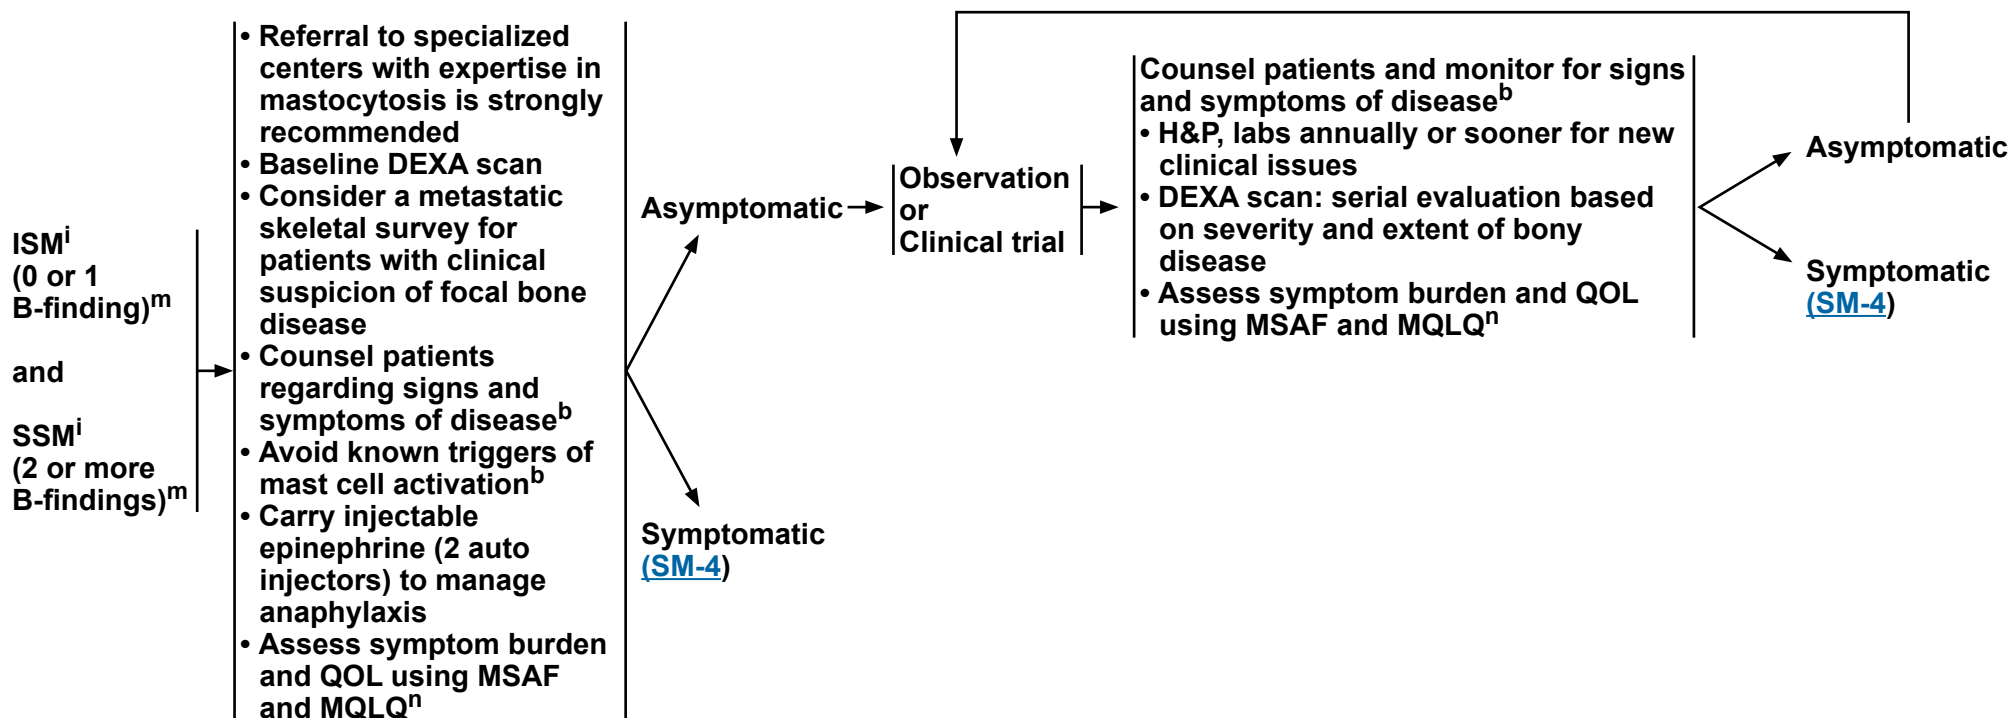 ISMi
(0 or 1
B-finding)m
and
SSMi
(2 or more
B-findings)m
• Referral to specialized
centers with expertise in
mastocytosis is strongly
recommended
• Baseline DEXA scan
• Consider a metastatic
skeletal survey for
patients with clinical
suspicion of focal bone
disease
• Counsel patients
regarding signs and
symptoms of diseaseb
• Avoid known triggers of
mast cell activationb
• Carry injectable
epinephrine (2 auto
injectors) to manage
anaphylaxis
• Assess symptom burden
and QOL using MSAF
and MQLQn
Asymptomatic
Symptomatic
(SM-4)
Observation
or
Clinical trial
Counsel patients and monitor for signs
and symptoms of diseaseb
• H&P, labs annually or sooner for new
clinical issues
• DEXA scan: serial evaluation based
on severity and extent of bony
disease
• Assess symptom burden and QOL
using MSAF and MQLQn
Asymptomatic
Symptomatic
(SM-4)